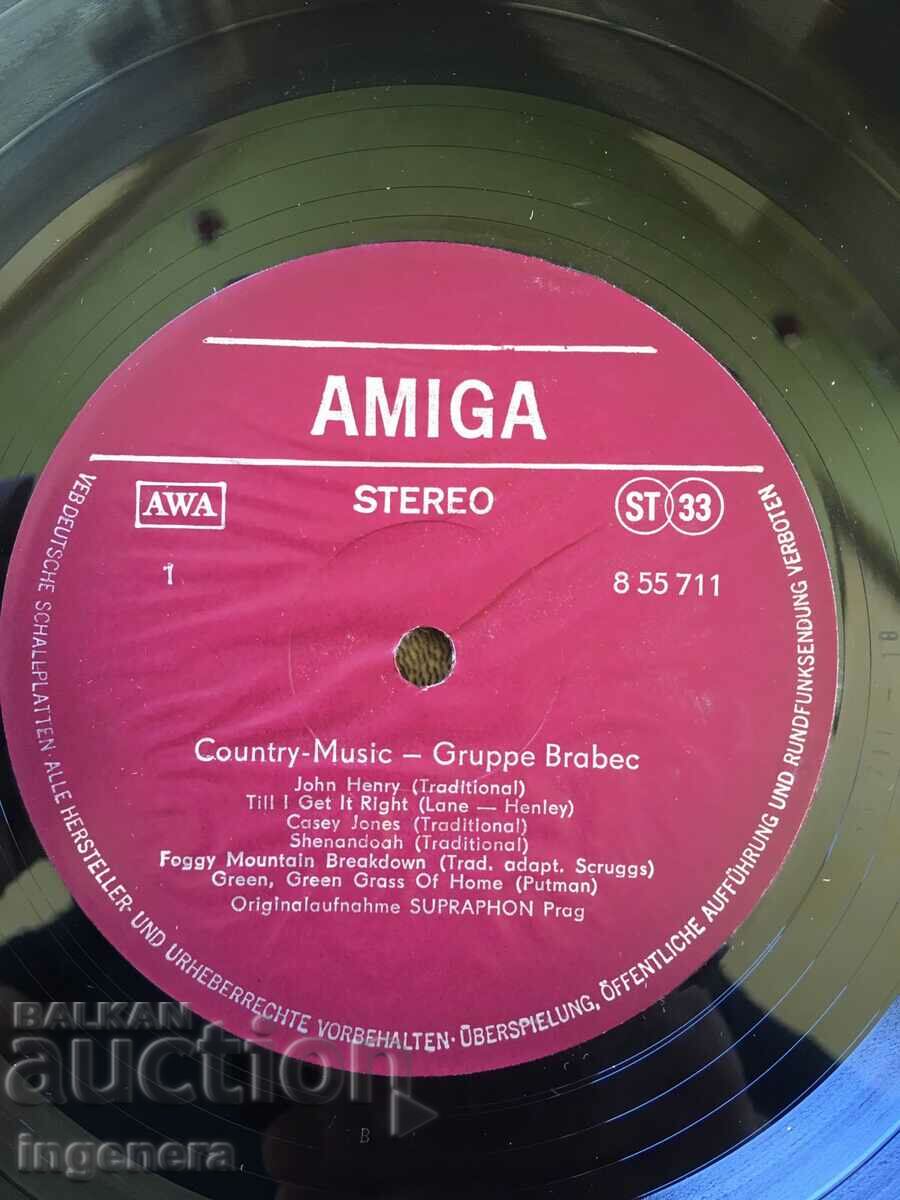 AMIGA
AWA
STEREO
ST 33
1
8 55 711
Country-Music – Gruppe Brabec
John Henry (Traditional)
Till I Get It Right (Lane — Henley)
Casey Jones (Traditional)
Shenandoah (Traditional)
Foggy Mountain Breakdown (Trad. adapt. Scruggs)
Green, Green Grass Of Home (Putman)
Originalaufnahme SUPRAPHON Prag
VEB DEUTSCHE SCHALLPLATTEN · ALLE HERSTELLER- UND URHEBERRECHTE VORBEHALTEN · ÜBERSPIELUNG, ÖFFENTLICHE AUFFÜHRUNG UND RUNDFUNKSENDUNG VERBOTEN
B
BALKAN
auction
ingenera